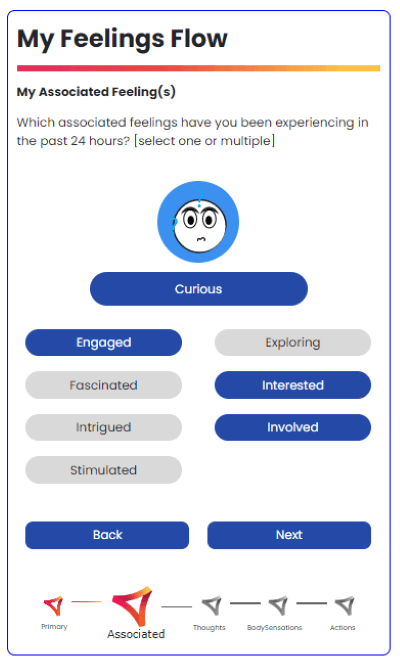 My Feelings Flow
My Associated Feeling(s)
Which associated feelings have you been experiencing in
the past 24 hours? [select one or multiple]
Curious
Engaged
Exploring
Fascinated
Interested
Intrigued
Involved
Stimulated
Back
Next
Primary
Associated
Thoughts
BodySensations
Actions